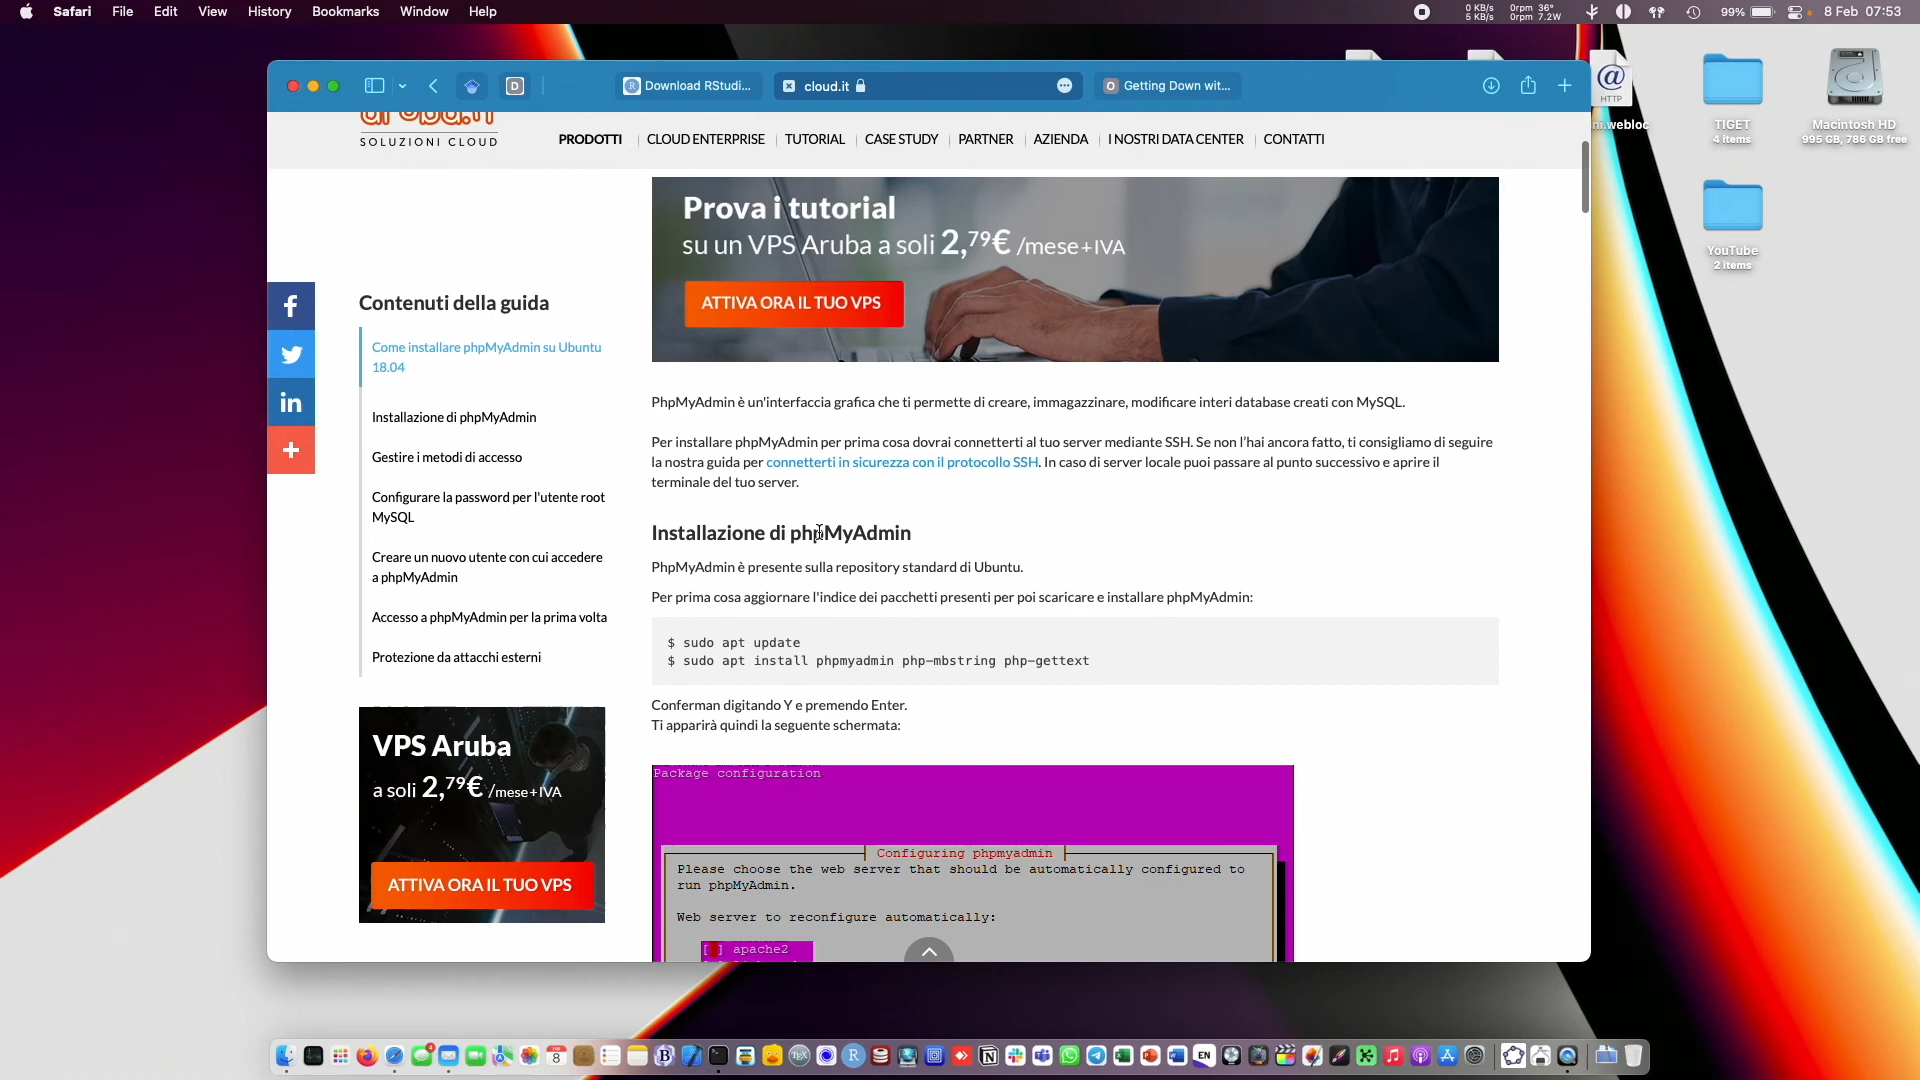 Safari File Edit View History Bookmarks Window Help
0 KB/s 0rpm 36°
5 KB/s 0rpm 7.2W
99%
8 Feb 07:53
Download RStudi...
cloud.it
Getting Down wit...
SOLUZIONI CLOUD
PRODOTTI CLOUD ENTERPRISE TUTORIAL CASE STUDY PARTNER AZIENDA I NOSTRI DATA CENTER CONTATTI
Contenuti della guida
Come installare phpMyAdmin su Ubuntu
18.04
Installazione di phpMyAdmin
Gestire i metodi di accesso
Configurare la password per l'utente root
MySQL
Creare un nuovo utente con cui accedere
a phpMyAdmin
Accesso a phpMyAdmin per la prima volta
Protezione da attacchi esterni
VPS Aruba
a soli 2,79€ /mese+IVA
ATTIVA ORA IL TUO VPS
Prova i tutorial
su un VPS Aruba a soli 2,79€ /mese+IVA
ATTIVA ORA IL TUO VPS
PhpMyAdmin è un'interfaccia grafica che ti permette di creare, immagazzinare, modificare interi database creati con MySQL.
Per installare phpMyAdmin per prima cosa dovrai connetterti al tuo server mediante SSH. Se non l'hai ancora fatto, ti consigliamo di seguire
la nostra guida per connetterti in sicurezza con il protocollo SSH. In caso di server locale puoi passare al punto successivo e aprire il
terminale del tuo server.
Installazione di phpMyAdmin
PhpMyAdmin è presente sulla repository standard di Ubuntu.
Per prima cosa aggiornare l'indice dei pacchetti presenti per poi scaricare e installare phpMyAdmin:
$ sudo apt update
$ sudo apt install phpmyadmin php-mbstring php-gettext
Conferman digitando Y e premendo Enter.
Ti apparirà quindi la seguente schermata:
Package configuration
Configuring phpmyadmin
Please choose the web server that should be automatically configured to
run phpMyAdmin.
Web server to reconfigure automatically:
[ ] apache2
HTTP
ni.webloc
TIGET
4 items
Macintosh HD
995 GB, 786 GB free
YouTube
2 items